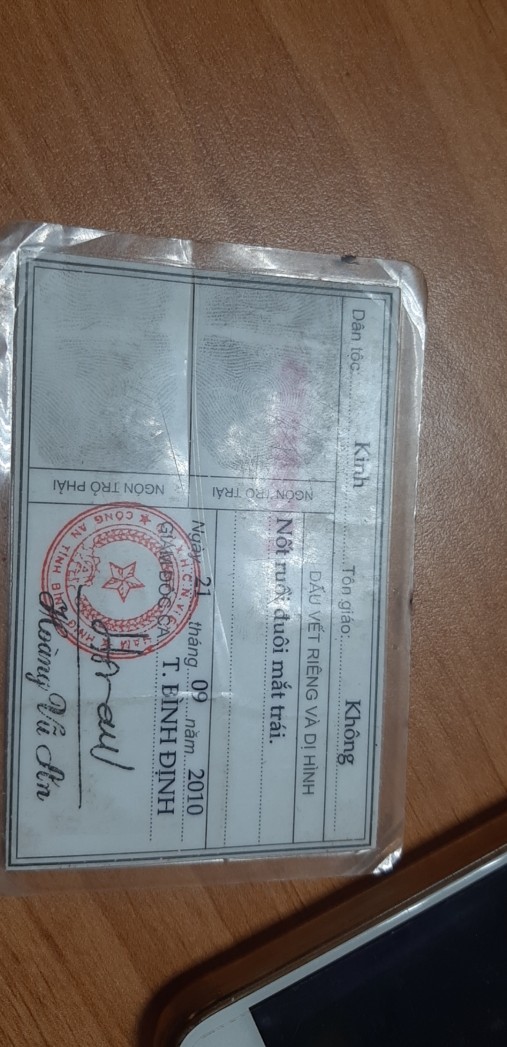 Dân tộc: Kinh Tôn giáo: Không
DẤU VẾT RIÊNG VÀ DỊ HÌNH
NGÓN TRỎ TRÁI
Nốt ruồi đuôi mắt trái.
NGÓN TRỎ PHẢI
Ngày 21 tháng 09 năm 2010
GIÁM ĐỐC CA T. BÌNH ĐỊNH
CÔNG AN TỈNH BÌNH ĐỊNH
Hoàng Vũ Ân